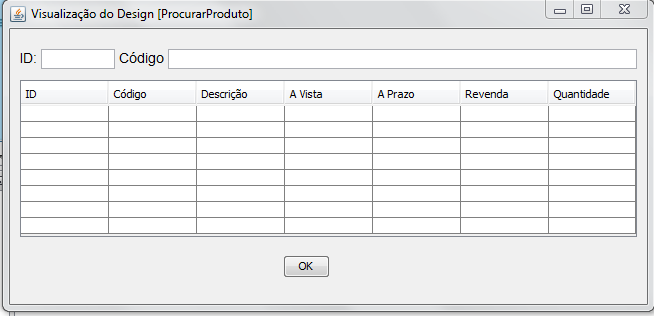 Visualização do Design [ProcurarProduto]
ID: Código
ID Código Descrição A Vista A Prazo Revenda Quantidade
OK